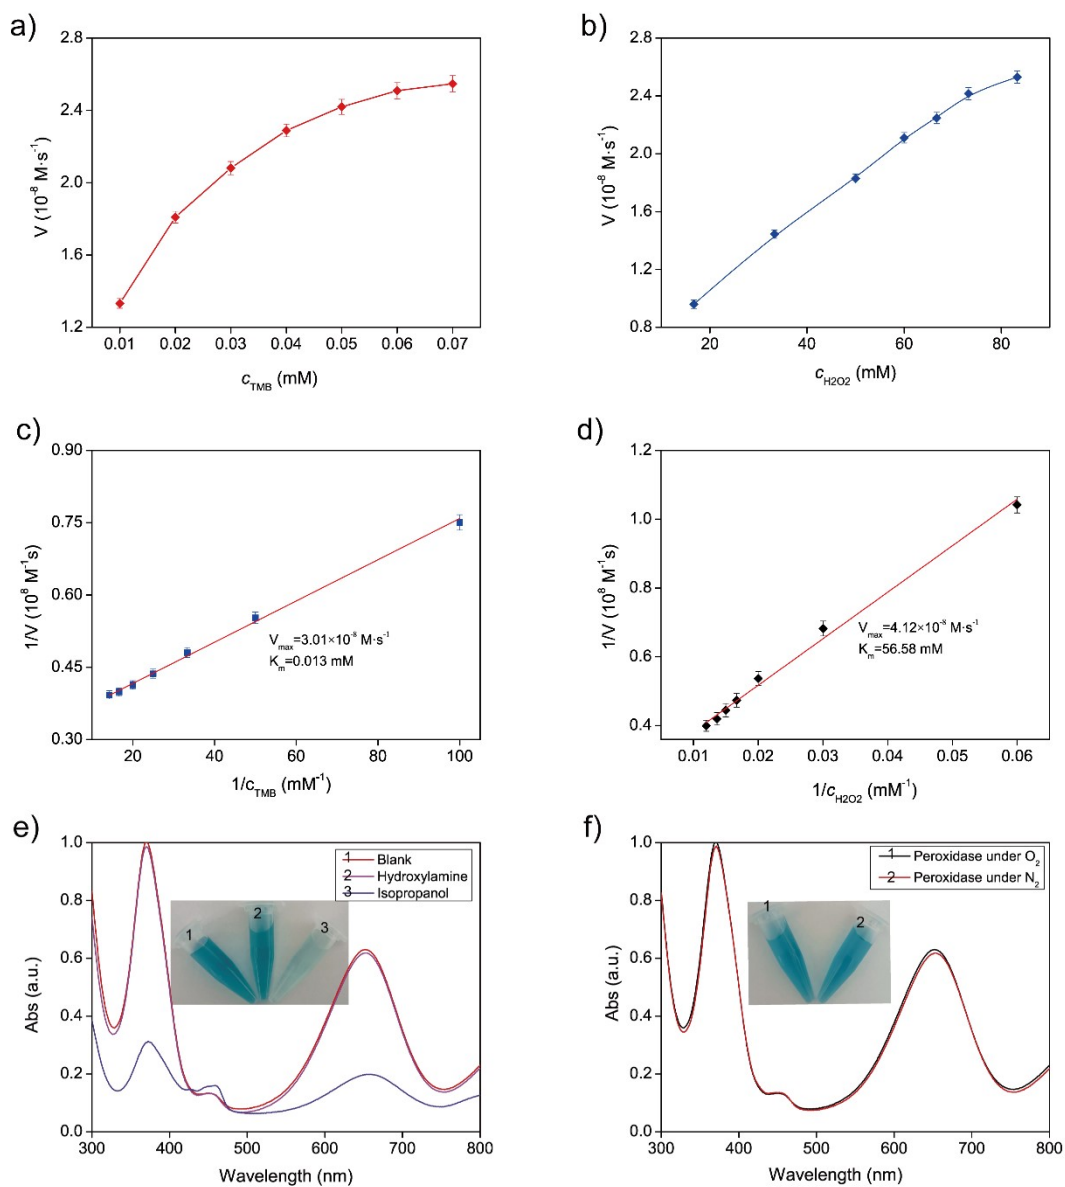 a)
2.8
2.4
2.0
1.6
1.2
V (10⁻⁸ M·s⁻¹)
0.01 0.02 0.03 0.04 0.05 0.06 0.07
c_TMB (mM)
b)
2.8
2.4
2.0
1.6
1.2
0.8
V (10⁻⁸ M·s⁻¹)
20 40 60 80
c_H2O2 (mM)
c)
0.90
0.75
0.60
0.45
0.30
1/V (10⁸ M⁻¹s)
V_max=3.01×10⁻⁸ M·s⁻¹
K_m=0.013 mM
20 40 60 80 100
1/c_TMB (mM⁻¹)
d)
1.2
1.0
0.8
0.6
0.4
1/V (10⁸ M⁻¹s)
V_max=4.12×10⁻⁸ M·s⁻¹
K_m=56.58 mM
0.01 0.02 0.03 0.04 0.05 0.06
1/c_H2O2 (mM⁻¹)
e)
1.0
0.8
0.6
0.4
0.2
0.0
Abs (a.u.)
1 Blank
2 Hydroxylamine
3 Isopropanol
1 2 3
300 400 500 600 700 800
Wavelength (nm)
f)
1.0
0.8
0.6
0.4
0.2
0.0
Abs (a.u.)
1 Peroxidase under O₂
2 Peroxidase under N₂
1 2
300 400 500 600 700 800
Wavelength (nm)